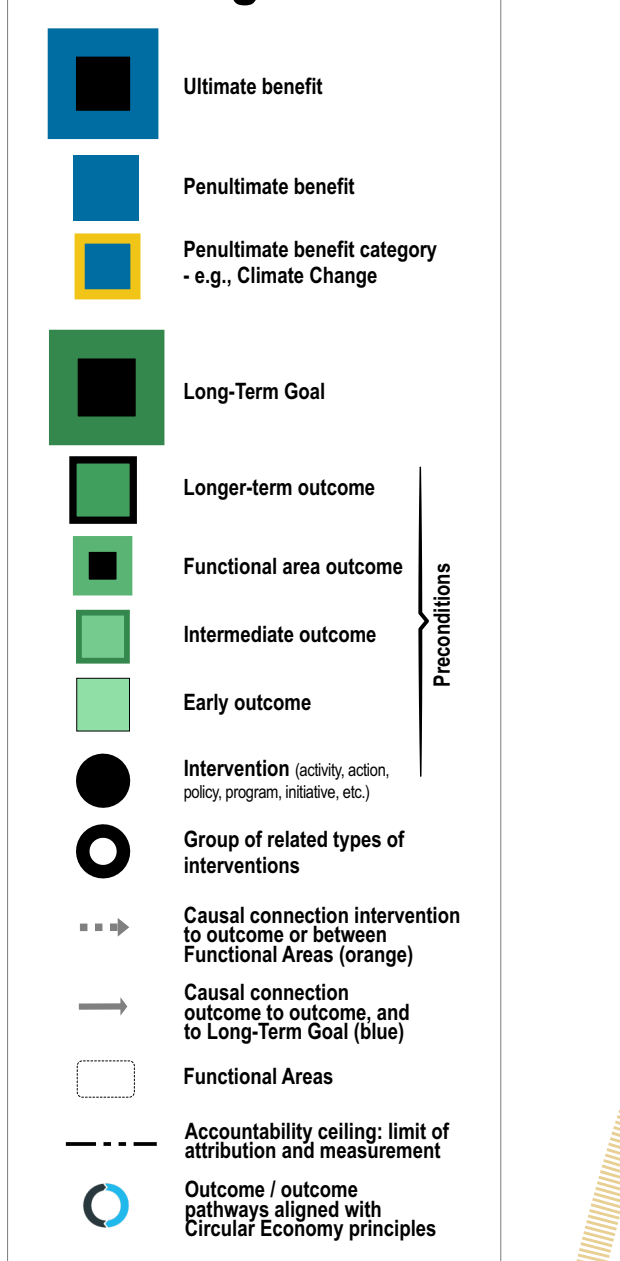 Ultimate benefit
Penultimate benefit
Penultimate benefit category
- e.g., Climate Change
Long-Term Goal
Longer-term outcome
Functional area outcome
Intermediate outcome
Early outcome
Preconditions
Intervention (activity, action,
policy, program, initiative, etc.)
Group of related types of
interventions
Causal connection intervention
to outcome or between
Functional Areas (orange)
Causal connection
outcome to outcome, and
to Long-Term Goal (blue)
Functional Areas
Accountability ceiling: limit of
attribution and measurement
Outcome / outcome
pathways aligned with
Circular Economy principles